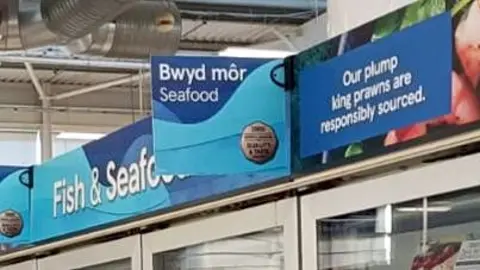 Bwyd môr
Seafood
Our plump
king prawns are
responsibly sourced.
Fish & Seafo